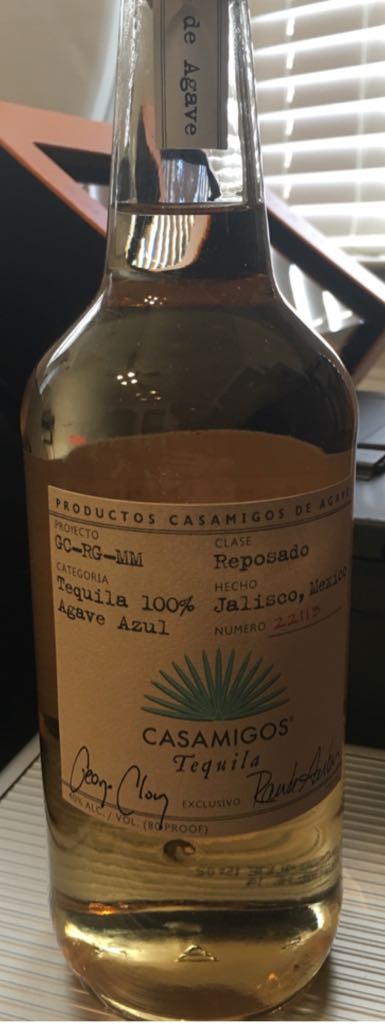 de Agave
PRODUCTOS CASAMIGOS DE AGAVE
PROYECTO
GC-RG-MM
CLASE
Reposado
CATEGORIA
Tequila 100%
Agave Azul
HECHO
Jalisco, Mexico
NUMERO 22113
CASAMIGOS®
Tequila
EXCLUSIVO
40% ALC. / VOL. (80 PROOF)